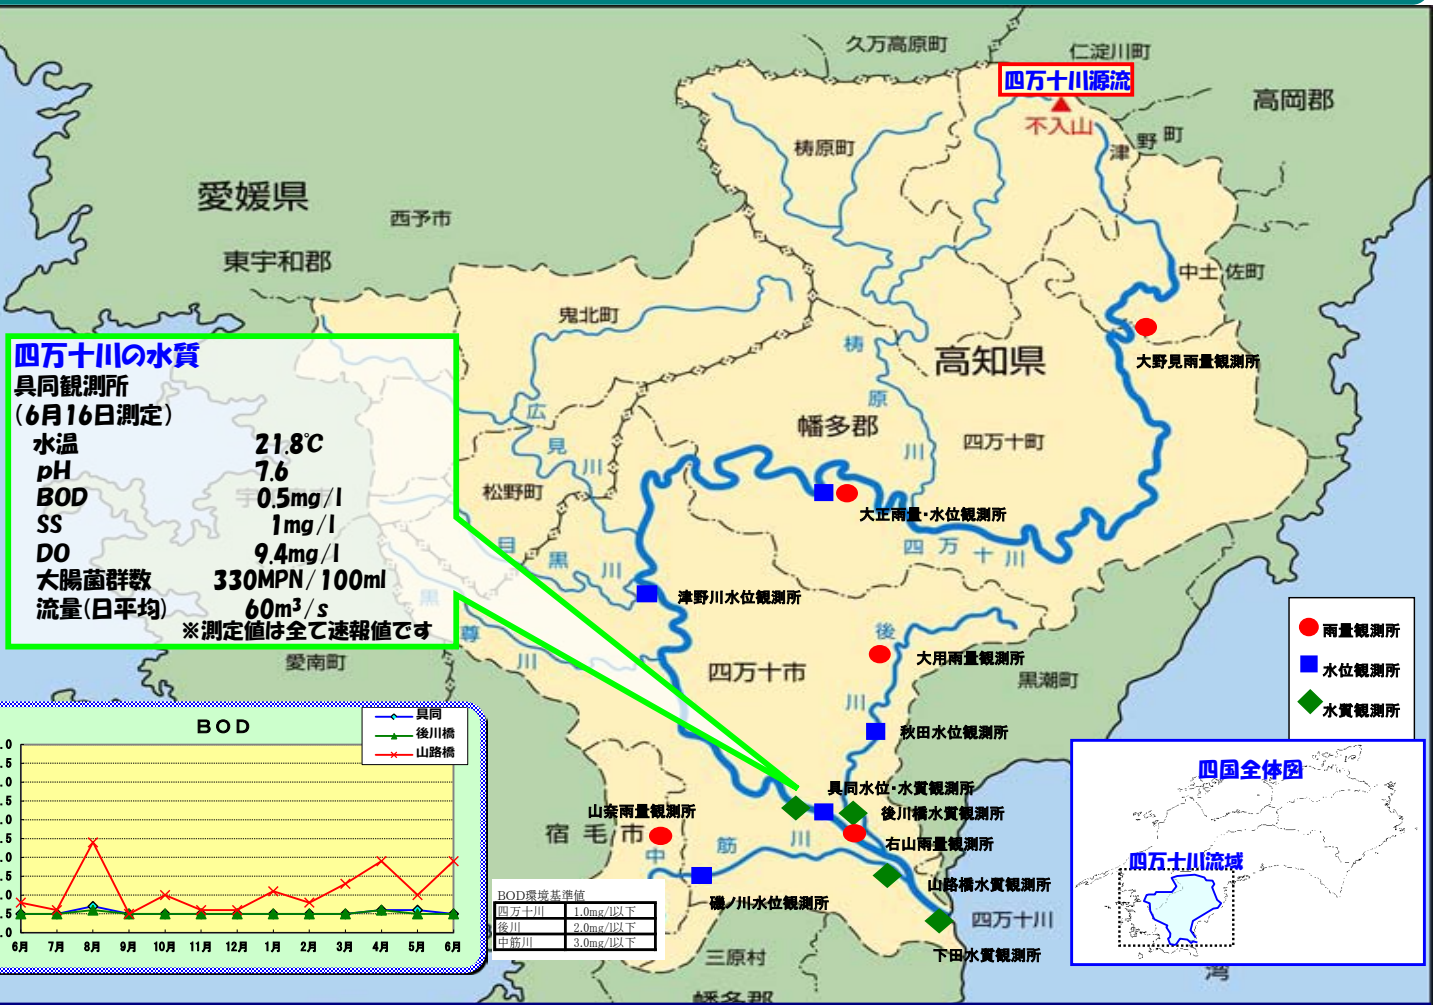 久万高原町
仁淀川町
四万十川源流
高岡郡
不入山
津野町
梼原町
愛媛県
西予市
東宇和郡
中土佐町
鬼北町
大野見雨量観測所
高知県
梼原川
幡多郡
四万十町
広見川
松野町
大正雨量・水位観測所
四万十川
目黒川
津野川水位観測所
黒尊川
愛南町
四万十市
後川
大用雨量観測所
黒潮町
秋田水位観測所
四万十川の水質
具同観測所
(6月16日測定)
水温 21.8℃
pH 7.6
BOD 0.5mg/l
SS 1mg/l
DO 9.4mg/l
大腸菌群数 330MPN/100ml
流量(日平均) 60m³/s
※測定値は全て速報値です
雨量観測所
水位観測所
水質観測所
具同水位・水質観測所
後川橋水質観測所
山奈雨量観測所
宿毛市
右山雨量観測所
中筋川
山路橋水質観測所
磯ノ川水位観測所
四万十川
下田水質観測所
三原村
幡多郡
湾
BOD
具同
後川橋
山路橋
.0
.5
.0
.5
.0
.5
.0
.5
.0
.5
.0
6月 7月 8月 9月 10月 11月 12月 1月 2月 3月 4月 5月 6月
BOD環境基準値
四万十川 1.0mg/l以下
後川 2.0mg/l以下
中筋川 3.0mg/l以下
四国全体図
四万十川流域